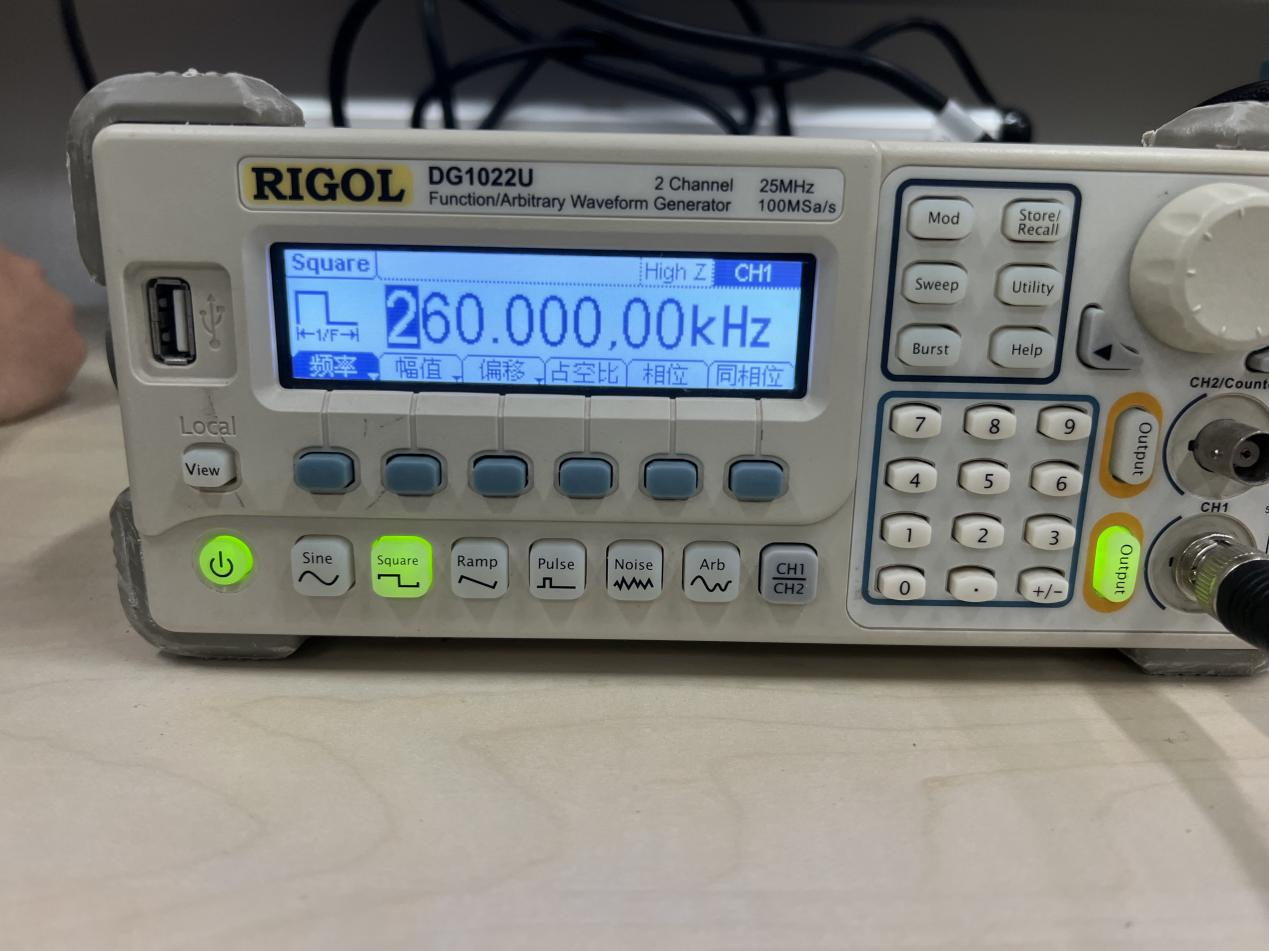 RIGOL
DG1022U 2 Channel 25MHz
Function/Arbitrary Waveform Generator 100MSa/s
Square High Z CH1
1/F
260.000,00kHz
频率 幅值 偏移 占空比 相位 同相位
Local
View
Sine
Square
Ramp
Pulse
Noise
Arb
CH1
CH2
Mod
Store/
Recall
Sweep
Utility
Burst
Help
7 8 9
4 5 6
1 2 3
0 . +/−
Output
Output
CH1